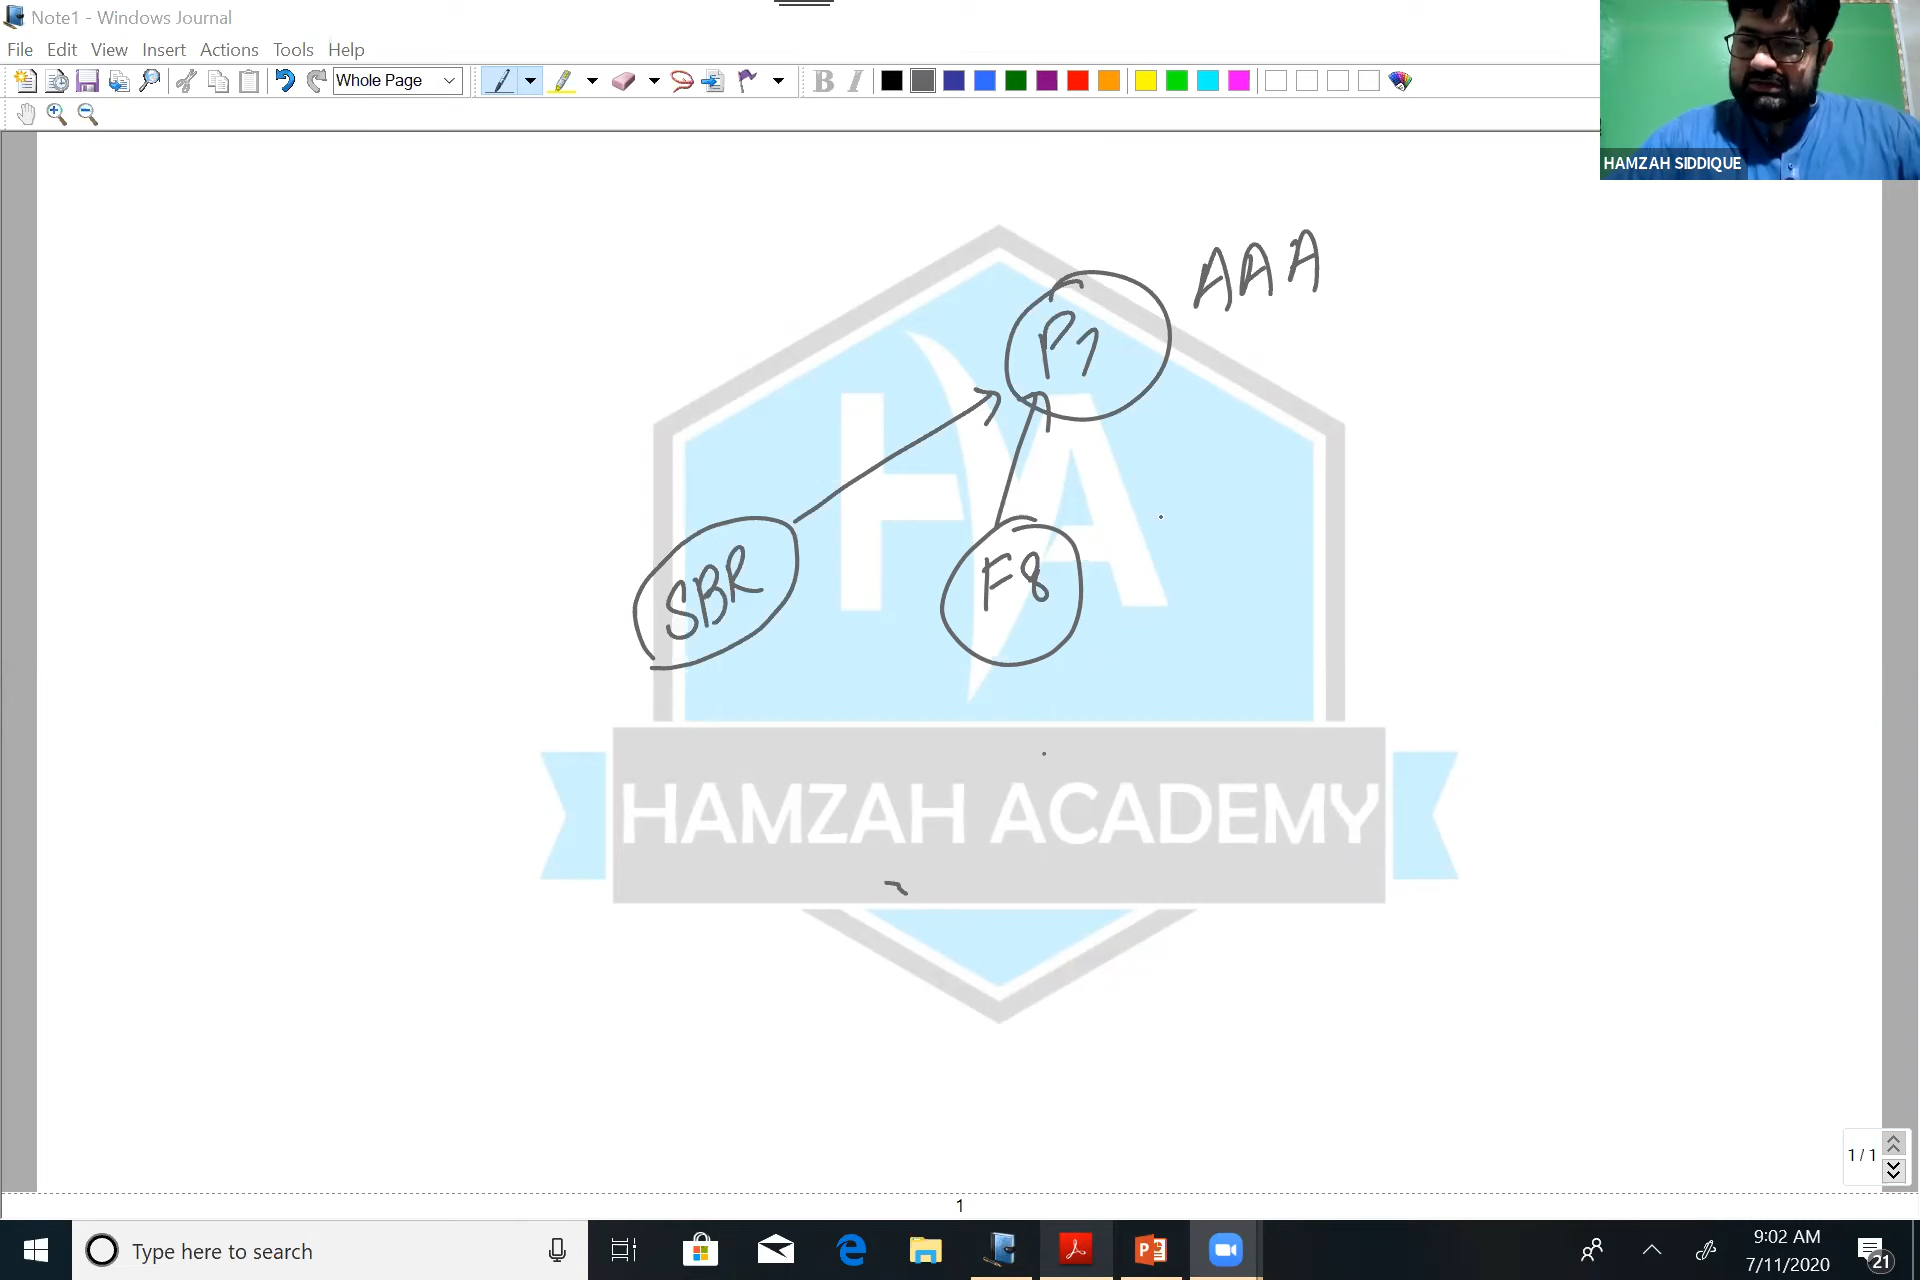 Note1 - Windows Journal
File Edit View Insert Actions Tools Help
Whole Page
B I
HAMZAH SIDDIQUE
AAA
P7
SBR
F8
HA
HAMZAH ACADEMY
1 / 1
1
Type here to search
9:02 AM
7/11/2020
21